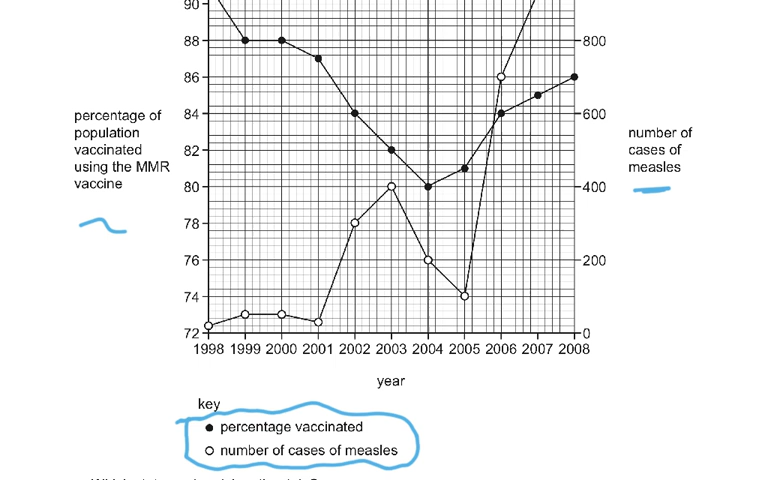 90
88
800
86
percentage of
population
vaccinated
using the MMR
vaccine
84
600
number of
cases of
measles
82
80
400
78
76
200
74
72
0
1998 1999 2000 2001 2002 2003 2004 2005 2006 2007 2008
year
key
percentage vaccinated
number of cases of measles